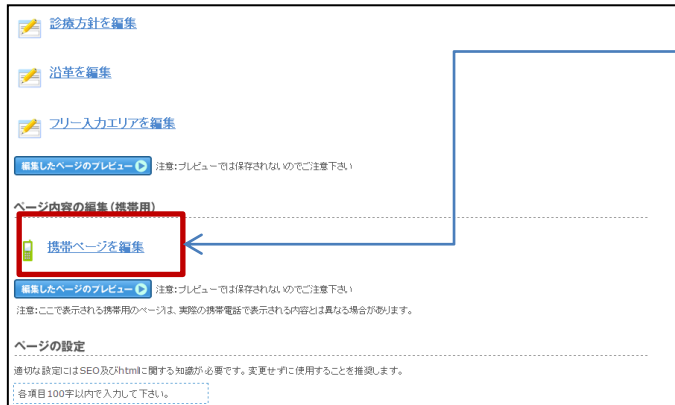 診療方針を編集
沿革を編集
フリー入力エリアを編集
編集したページのプレビュー 注意:プレビューでは保存されないのでご注意下さい
ページ内容の編集(携帯用)
携帯ページを編集
編集したページのプレビュー 注意:プレビューでは保存されないのでご注意下さい
注意:ここで表示される携帯用のページは、実際の携帯電話で表示される内容とは異なる場合があります。
ページの設定
適切な設定にはSEO及びhtmlに関する知識が必要です。変更せずに使用することを推奨します。
各項目100字以内で入力して下さい。